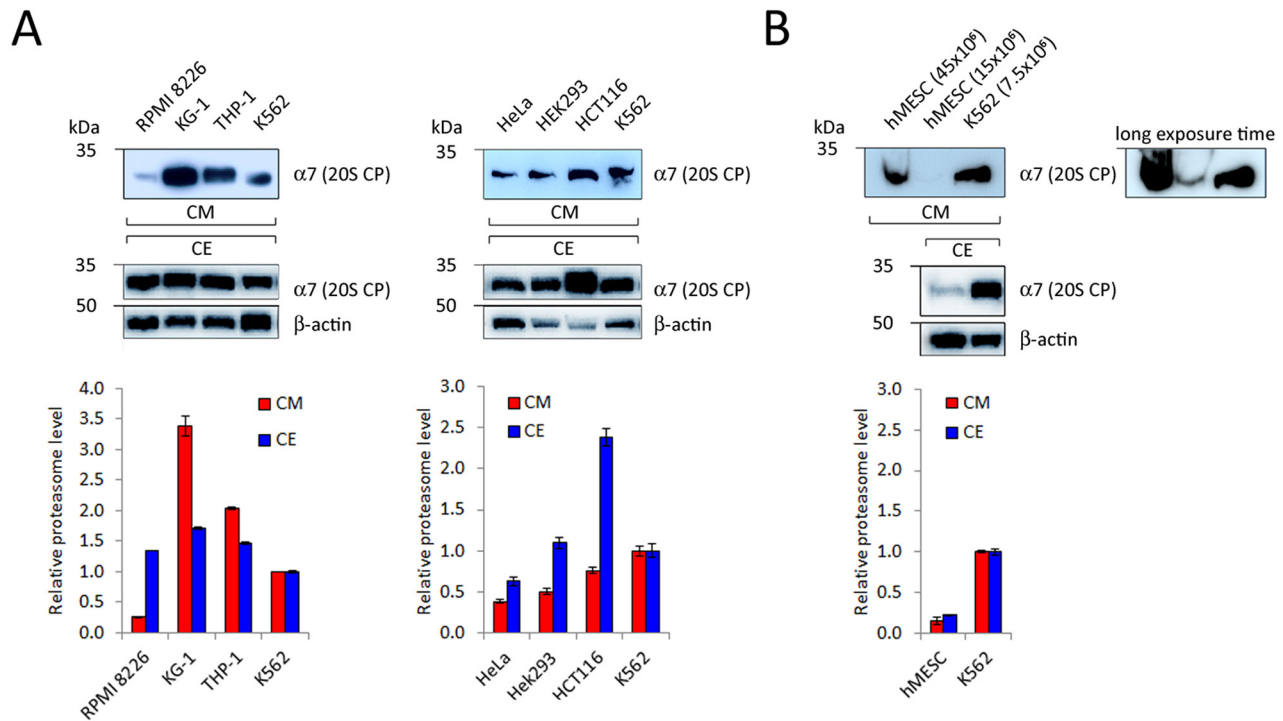 A
RPMI 8226
KG-1
THP-1
K562
kDa
35
α7 (20S CP)
CM
CE
35
α7 (20S CP)
50
β-actin
Relative proteasome level
4.0
3.5
3.0
2.5
2.0
1.5
1.0
0.5
0.0
CM
CE
RPMI 8226
KG-1
THP-1
K562
HeLa
HEK293
HCT116
K562
kDa
35
α7 (20S CP)
CM
CE
35
α7 (20S CP)
50
β-actin
Relative proteasome level
3.0
2.5
2.0
1.5
1.0
0.5
0.0
CM
CE
HeLa
Hek293
HCT116
K562
B
hMESC (45x10⁶)
hMESC (15x10⁶)
K562 (7.5x10⁶)
kDa
35
α7 (20S CP)
long exposure time
CM
CE
35
α7 (20S CP)
50
β-actin
Relative proteasome level
3.0
2.5
2.0
1.5
1.0
0.5
0.0
CM
CE
hMESC
K562